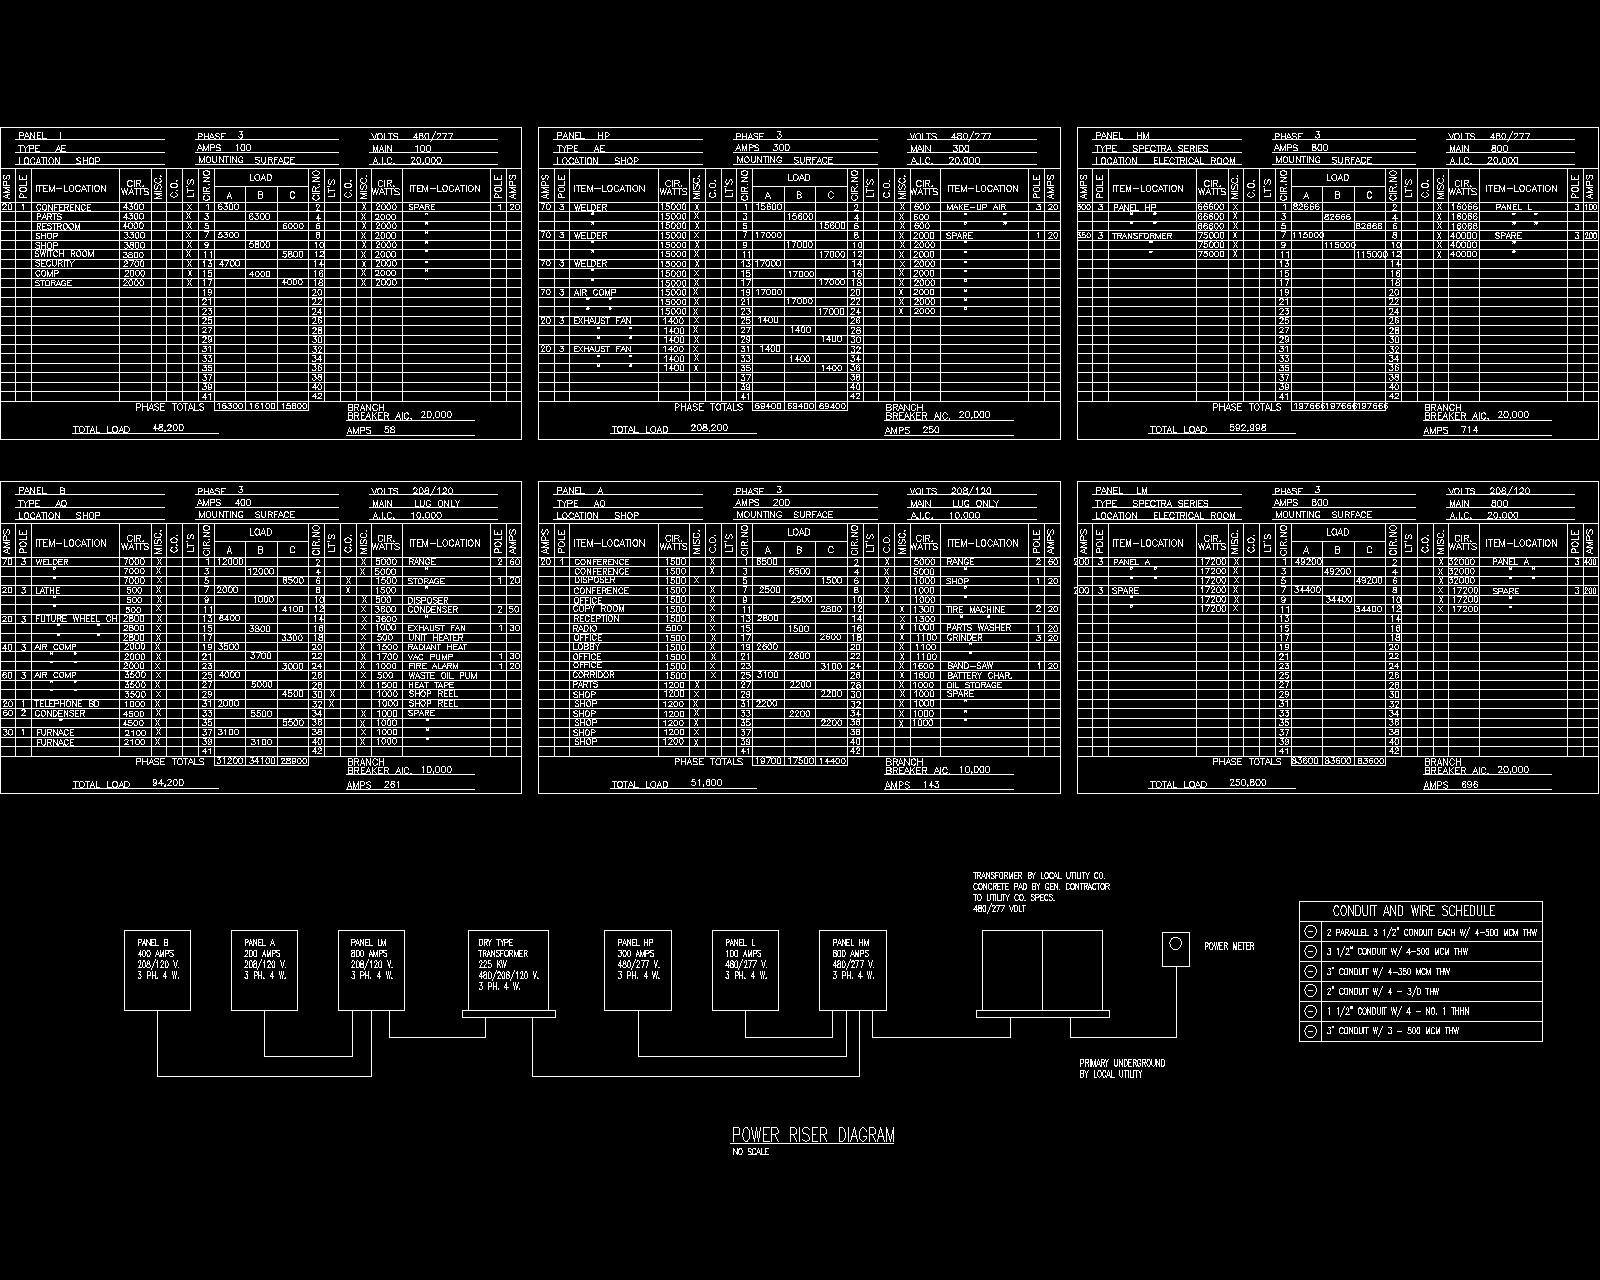 PANEL L PHASE 3 VOLTS 480/277
TYPE AE AMPS 100 MAIN 100
LOCATION SHOP MOUNTING SURFACE A.I.C. 20,000
AMPS POLE ITEM-LOCATION CIR. WATTS MISC. C.O. LT'S CIR.NO LOAD A B C CIR.NO LT'S C.O. MISC. CIR. WATTS ITEM-LOCATION POLE AMPS
20 1 CONFERENCE 4300 X 1 6300 2 X 2000 SPARE 1 20
PARTS 4300 X 3 6300 4 X 2000 "
RESTROOM 4000 X 5 6000 6 X 2000 "
SHOP 3300 X 7 5300 8 X 2000 "
SHOP 3800 X 9 5800 10 X 2000 "
SWITCH ROOM 3800 X 11 5800 12 X 2000 "
SECURITY 2700 X 13 4700 14 X 2000 "
COMP 2000 X 15 4000 16 X 2000 "
STORAGE 2000 X 17 4000 18 X 2000
19 20
21 22
23 24
25 26
27 28
29 30
31 32
33 34
35 36
37 38
39 40
41 42
PHASE TOTALS 16300 16100 15800 BRANCH
BREAKER AIC. 20,000
TOTAL LOAD 48,200 AMPS 58
PANEL HP PHASE 3 VOLTS 480/277
TYPE AE AMPS 300 MAIN 300
LOCATION SHOP MOUNTING SURFACE A.I.C. 20,000
AMPS POLE ITEM-LOCATION CIR. WATTS MISC. C.O. LT'S CIR.NO LOAD A B C CIR.NO LT'S C.O. MISC. CIR. WATTS ITEM-LOCATION POLE AMPS
70 3 WELDER 15000 X 1 15600 2 X 600 MAKE-UP AIR 3 20
" 15000 X 3 15600 4 X 600 " "
" 15000 X 5 15600 6 X 600 " "
70 3 WELDER 15000 X 7 17000 8 X 2000 SPARE 1 20
" 15000 X 9 17000 10 X 2000 "
" 15000 X 11 17000 12 X 2000 "
70 3 WELDER 15000 X 13 17000 14 X 2000 "
" 15000 X 15 17000 16 X 2000 "
" 15000 X 17 17000 18 X 2000 "
70 3 AIR COMP 15000 X 19 17000 20 X 2000 "
" " 15000 X 21 17000 22 X 2000 "
" " 15000 X 23 17000 24 X 2000 "
20 3 EXHAUST FAN 1400 X 25 1400 26
" " 1400 X 27 1400 28
" " 1400 X 29 1400 30
20 3 EXHAUST FAN 1400 X 31 1400 32
" " 1400 X 33 1400 34
" " 1400 X 35 1400 36
37 38
39 40
41 42
PHASE TOTALS 69400 69400 69400 BRANCH
BREAKER AIC. 20,000
TOTAL LOAD 208,200 AMPS 250
PANEL HM PHASE 3 VOLTS 480/277
TYPE SPECTRA SERIES AMPS 800 MAIN 800
LOCATION ELECTRICAL ROOM MOUNTING SURFACE A.I.C. 20,000
AMPS POLE ITEM-LOCATION CIR. WATTS MISC. C.O. LT'S CIR.NO LOAD A B C CIR.NO LT'S C.O. MISC. CIR. WATTS ITEM-LOCATION POLE AMPS
300 3 PANEL HP 66600 X 1 82666 2 X 16066 PANEL L 3 100
" " 66600 X 3 82666 4 X 16066 " "
66600 X 5 82666 6 X 16066 " "
350 3 TRANSFORMER 75000 X 7 115000 8 X 40000 SPARE 3 200
" 75000 X 9 115000 10 X 40000 "
" 75000 X 11 115000 12 X 40000
13 14
15 16
17 18
19 20
21 22
23 24
25 26
27 28
29 30
31 32
33 34
35 36
37 38
39 40
41 42
PHASE TOTALS 197666 197666 197666 BRANCH
BREAKER AIC. 20,000
TOTAL LOAD 592,998 AMPS 714
PANEL B PHASE 3 VOLTS 208/120
TYPE AQ AMPS 400 MAIN LUG ONLY
LOCATION SHOP MOUNTING SURFACE A.I.C. 10,000
AMPS POLE ITEM-LOCATION CIR. WATTS MISC. C.O. LT'S CIR.NO LOAD A B C CIR.NO LT'S C.O. MISC. CIR. WATTS ITEM-LOCATION POLE AMPS
70 3 WELDER 7000 X 1 12000 2 X 5000 RANGE 2 60
" 7000 X 3 12000 4 X 5000 "
" 7000 X 5 8500 6 X 1500 STORAGE 1 20
20 3 LATHE 500 X 7 2000 8 X 1500 "
" 500 X 9 1000 10 X 500 DISPOSER
" 500 X 11 4100 12 X 3600 CONDENSER 2 50
20 3 FUTURE WHEEL CH 2800 X 13 6400 14 X 3600 "
" " 2800 X 15 3800 16 X 1000 EXHAUST FAN 1 30
" " 2800 X 17 3300 18 X 500 UNIT HEATER
40 3 AIR COMP 2000 X 19 3500 20 X 1500 RADIANT HEAT
" " 2000 X 21 3700 22 X 1700 VAC PUMP 1 30
" " 2000 X 23 3000 24 X 1000 FIRE ALARM 1 20
60 3 AIR COMP 3500 X 25 4000 26 X 500 WASTE OIL PUM
" " 3500 X 27 5000 28 X 1500 HEAT TAPE
" " 3500 X 29 4500 30 X 1000 SHOP REEL
20 1 TELEPHONE BD 1000 X 31 2000 32 X 1000 SHOP REEL
60 2 CONDENSER 4500 X 33 5500 34 X 1000 SPARE
" 4500 X 35 5500 36 X 1000 "
30 1 FURNACE 2100 X 37 3100 38 X 1000 "
FURNACE 2100 X 39 3100 40 X 1000 "
41 42
PHASE TOTALS 31200 34100 28900 BRANCH
BREAKER AIC. 10,000
TOTAL LOAD 94,200 AMPS 261
PANEL A PHASE 3 VOLTS 208/120
TYPE AQ AMPS 200 MAIN LUG ONLY
LOCATION SHOP MOUNTING SURFACE A.I.C. 10,000
AMPS POLE ITEM-LOCATION CIR. WATTS MISC. C.O. LT'S CIR.NO LOAD A B C CIR.NO LT'S C.O. MISC. CIR. WATTS ITEM-LOCATION POLE AMPS
20 1 CONFERENCE 1500 X 1 6500 2 X 5000 RANGE 2 60
CONFERENCE 1500 X 3 6500 4 X 5000 "
DISPOSER 1500 X 5 1500 6 X SHOP 1 20
CONFERENCE 1500 X 7 2500 8 X 1000 "
OFFICE 1500 X 9 2500 10 X 1000 "
COPY ROOM 1500 X 11 2800 12 X 1300 TIRE MACHINE 2 20
RECEPTION 1500 X 13 2800 14 X 1300 " "
RADIO 500 X 15 1500 16 X 1000 PARTS WASHER 1 20
OFFICE 1500 X 17 2600 18 X 1100 GRINDER 3 20
LOBBY 1500 X 19 2600 20 X 1100 "
OFFICE 1500 X 21 2600 22 X 1100 "
OFFICE 1500 X 23 3100 24 X 1600 BAND-SAW 1 20
CORRIDOR 1500 X 25 3100 26 X 1600 BATTERY CHAR.
PARTS 1200 X 27 2200 28 X 1000 OIL STORAGE
SHOP 1200 X 29 2200 30 X 1000 SPARE
SHOP 1200 X 31 2200 32 X 1000 "
SHOP 1200 X 33 2200 34 X 1000 "
SHOP 1200 X 35 2200 36 X 1000 "
SHOP 1200 X 37 38
SHOP 1200 X 39 40
41 42
PHASE TOTALS 19700 17500 14400 BRANCH
BREAKER AIC. 10,000
TOTAL LOAD 51,600 AMPS 143
PANEL LM PHASE 3 VOLTS 208/120
TYPE SPECTRA SERIES AMPS 800 MAIN 800
LOCATION ELECTRICAL ROOM MOUNTING SURFACE A.I.C. 20,000
AMPS POLE ITEM-LOCATION CIR. WATTS MISC. C.O. LT'S CIR.NO LOAD A B C CIR.NO LT'S C.O. MISC. CIR. WATTS ITEM-LOCATION POLE AMPS
200 3 PANEL A 17200 X 1 49200 2 X 32000 PANEL A 3 400
" " 17200 X 3 49200 4 X 32000 " "
17200 X 5 49200 6 X 32000 " "
200 3 SPARE 17200 X 7 34400 8 X 17200 SPARE 3 200
" 17200 X 9 34400 10 X 17200 "
" 17200 X 11 34400 12 X 17200 "
13 14
15 16
17 18
19 20
21 22
23 24
25 26
27 28
29 30
31 32
33 34
35 36
37 38
39 40
41 42
PHASE TOTALS 83600 83600 83600 BRANCH
BREAKER AIC. 20,000
TOTAL LOAD 250,800 AMPS 696
TRANSFORMER BY LOCAL UTILITY CO.
CONCRETE PAD BY GEN. CONTRACTOR
TO UTILITY CO. SPECS.
480/277 VOLT
PANEL B
400 AMPS
208/120 V.
3 PH. 4 W.
PANEL A
200 AMPS
208/120 V.
3 PH. 4 W.
PANEL LM
800 AMPS
208/120 V.
3 PH. 4 W.
DRY TYPE
TRANSFORMER
225 KV
480/208/120 V.
3 PH. 4 W.
PANEL HP
300 AMPS
480/277 V.
3 PH. 4 W.
PANEL L
100 AMPS
480/277 V.
3 PH. 4 W.
PANEL HM
800 AMPS
480/277 V.
3 PH. 4 W.
POWER METER
PRIMARY UNDERGROUND
BY LOCAL UTILITY
CONDUIT AND WIRE SCHEDULE
2 PARALLEL 3 1/2" CONDUIT EACH W/ 4-500 MCM THW
3 1/2" CONDUIT W/ 4-500 MCM THW
3" CONDUIT W/ 4-350 MCM THW
2" CONDUIT W/ 4 - 3/0 THW
1 1/2" CONDUIT W/ 4 - NO. 1 THHN
3" CONDUIT W/ 3 - 500 MCM THW
POWER RISER DIAGRAM
NO SCALE